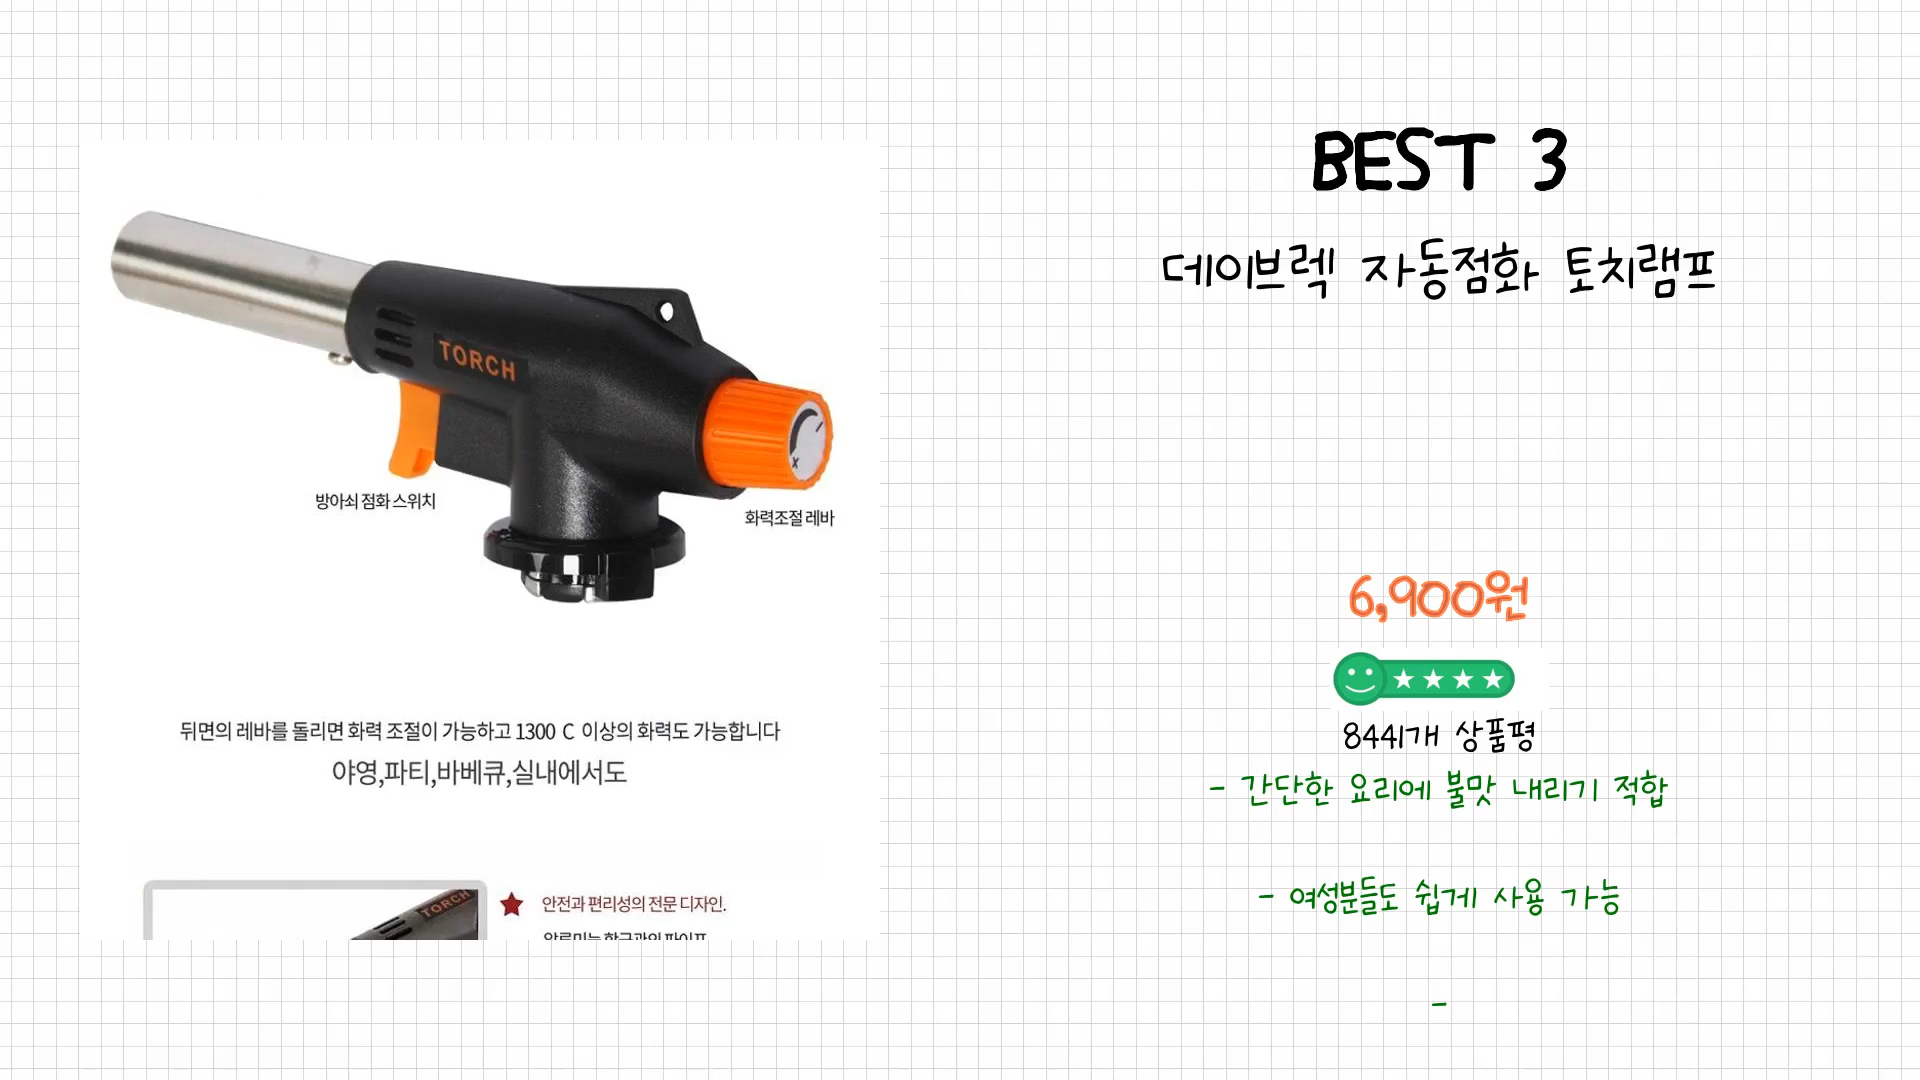 TORCH
방아쇠 점화 스위치
화력조절 레바
뒤면의 레바를 돌리면 화력 조절이 가능하고 1300 C 이상의 화력도 가능합니다
야영,파티,바베큐,실내에서도
TORCH
안전과 편리성의 전문 디자인.
BEST 3
데이브렉 자동점화 토치램프
6,900원
8441개 상품평
- 간단한 요리에 불맛 내리기 적합
- 여성분들도 쉽게 사용 가능
-